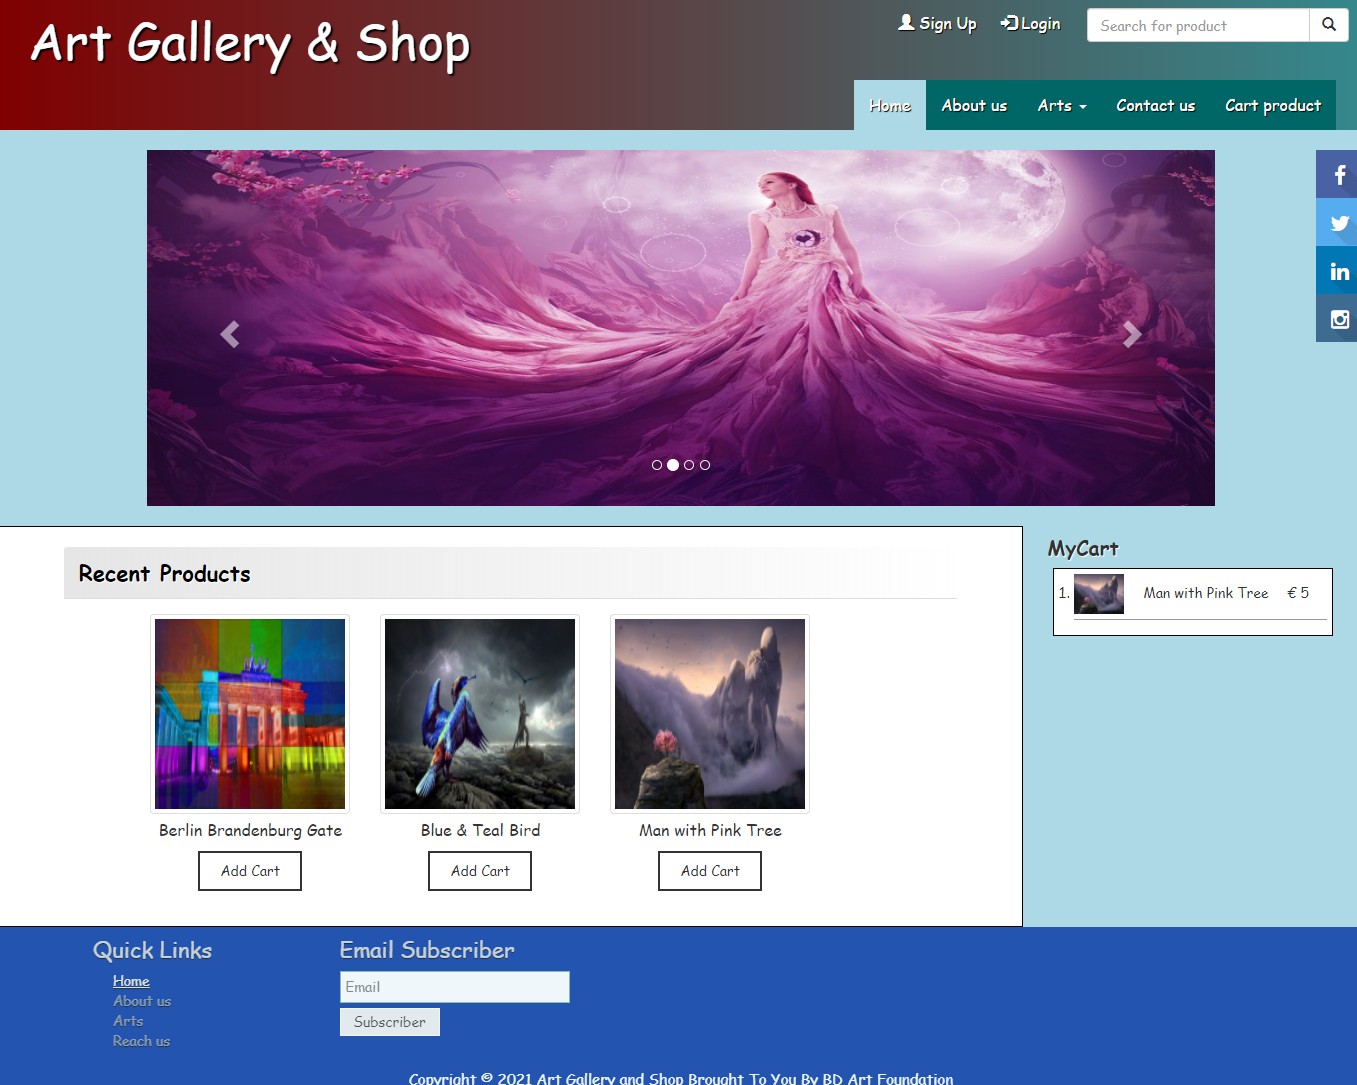 Art Gallery & Shop
Sign Up
Login
Search for product
Home
About us
Arts
Contact us
Cart product
Recent Products
Berlin Brandenburg Gate
Blue & Teal Bird
Man with Pink Tree
Add Cart
Add Cart
Add Cart
MyCart
1. Man with Pink Tree € 5
Quick Links
Home
About us
Arts
Reach us
Email Subscriber
Email
Subscriber
Copyright © 2021 Art Gallery and Shop Brought To You By BD Art Foundation